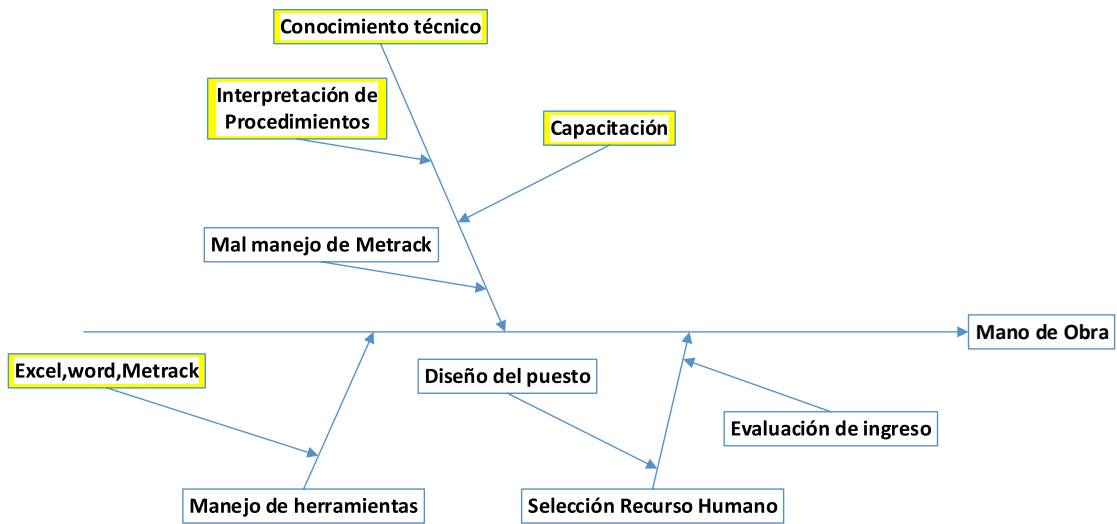 Conocimiento técnico
Interpretación de
Procedimientos
Capacitación
Mal manejo de Metrack
Mano de Obra
Excel,word,Metrack
Diseño del puesto
Evaluación de ingreso
Manejo de herramientas
Selección Recurso Humano